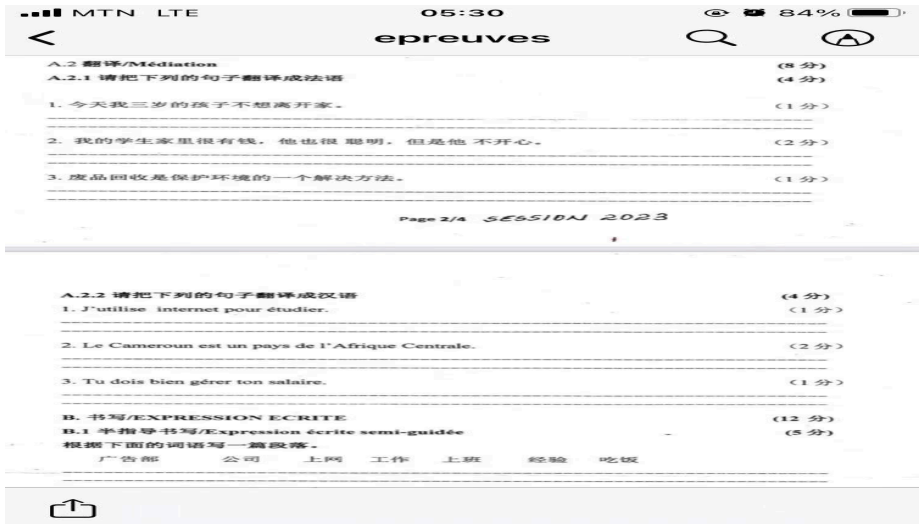 MTN LTE 05:30 84%
epreuves
A.2 翻译/Médiation (8 分)
A.2.1 请把下列的句子翻译成法语 (4 分)
1. 今天我三岁的孩子不想离开家。 (1 分)
2. 我的学生家里很有钱，他也很 聪明，但是他 不开心。 (2 分)
3. 废品回收是保护环境的一个解决方法。 (1 分)
Page 2/4 SESSION 2023
A.2.2 请把下列的句子翻译成汉语 (4 分)
1. J'utilise internet pour étudier. (1 分)
2. Le Cameroun est un pays de l'Afrique Centrale. (2 分)
3. Tu dois bien gérer ton salaire. (1 分)
B. 书写/EXPRESSION ECRITE (12 分)
B.1 半指导书写/Expression écrite semi-guidée (5 分)
根据下面的词语写一篇段落。
广告部 公司 上网 工作 上班 经验 吃饭